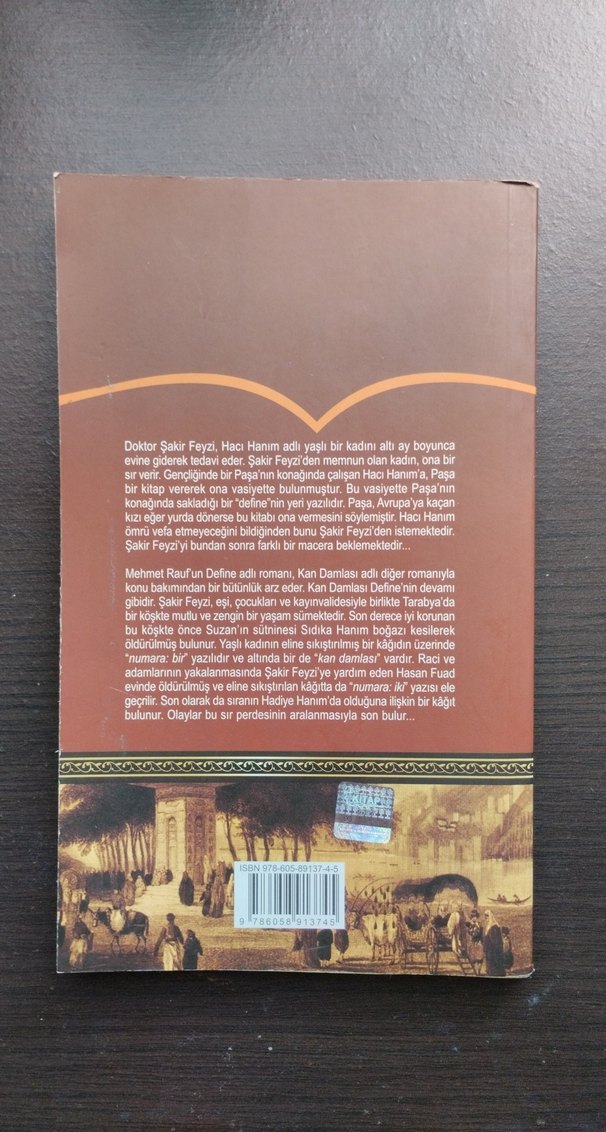 Doktor Şakir Feyzi, Hacı Hanım adlı yaşlı bir kadını altı ay boyunca
evine giderek tedavi eder. Şakir Feyzi'den memnun olan kadın, ona bir
sır verir. Gençliğinde bir Paşa'nın konağında çalışan Hacı Hanım'a, Paşa
bir kitap vererek ona vasiyette bulunmuştur. Bu vasiyette Paşa'nın
konağında sakladığı bir “define”nin yeri yazılıdır. Paşa, Avrupa'ya kaçan
kızı eğer yurda dönerse bu kitabı ona vermesini söylemiştir. Hacı Hanım
ömrü vefa etmeyeceğini bildiğinden bunu Şakir Feyzi'den istemektedir.
Şakir Feyzi'yi bundan sonra farklı bir macera beklemektedir...
Mehmet Rauf'un Define adlı romanı, Kan Damlası adlı diğer romanıyla
konu bakımından bir bütünlük arz eder. Kan Damlası Define'nin devamı
gibidir. Şakir Feyzi, eşi, çocukları ve kayınvalidesiyle birlikte Tarabya'da
bir köşkte mutlu ve zengin bir yaşam sümektedir. Son derece iyi korunan
bu köşkte önce Suzan'ın sütninesi Sıdıka Hanım boğazı kesilerek
öldürülmüş bulunur. Yaşlı kadının eline sıkıştırılmış bir kâğıdın üzerinde
“numara: bir” yazılıdır ve altında bir de “kan damlası” vardır. Raci ve
adamlarının yakalanmasında Şakir Feyzi'ye yardım eden Hasan Fuad
evinde öldürülmüş ve eline sıkıştırılan kâğıtta da “numara: iki” yazısı ele
geçrilir. Son olarak da sıranın Hadiye Hanım'da olduğuna ilişkin bir kâğıt
bulunur. Olaylar bu sır perdesinin aralanmasıyla son bulur...
KİTAP
ISBN 978-605-89137-4-5
9 786058 913745